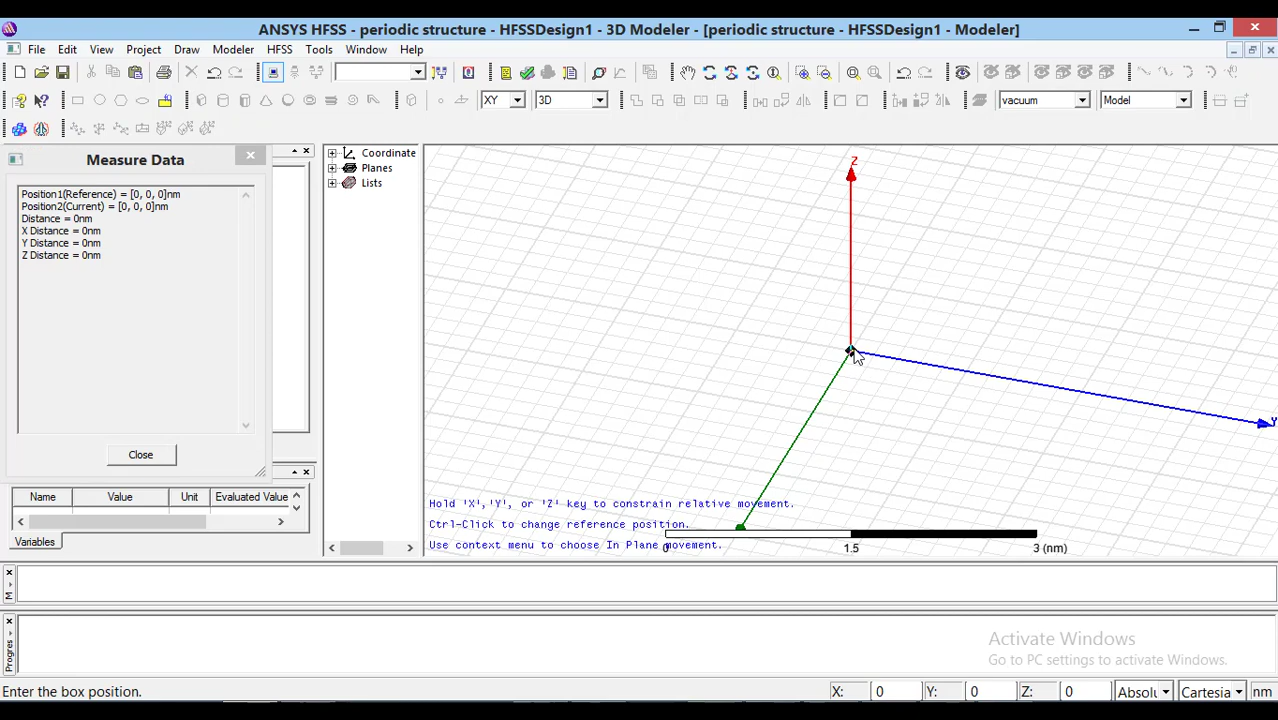 ANSYS HFSS - periodic structure - HFSSDesign1 - 3D Modeler - [periodic structure - HFSSDesign1 - Modeler]
File Edit View Project Draw Modeler HFSS Tools Window Help
XY 3D vacuum Model
Measure Data
Position1(Reference) = [0, 0, 0]nm
Position2(Current) = [0, 0, 0]nm
Distance = 0nm
X Distance = 0nm
Y Distance = 0nm
Z Distance = 0nm
Close
Coordinate
Planes
Lists
Z
Y
Name Value Unit Evaluated Value
Variables
Hold 'X','Y', or 'Z' key to constrain relative movement.
Ctrl-Click to change reference position.
Use context menu to choose In Plane movement.
0 1.5 3 (nm)
M
Progres
Activate Windows
Go to PC settings to activate Windows.
Enter the box position.
X: 0 Y: 0 Z: 0 Absolu Cartesia nm